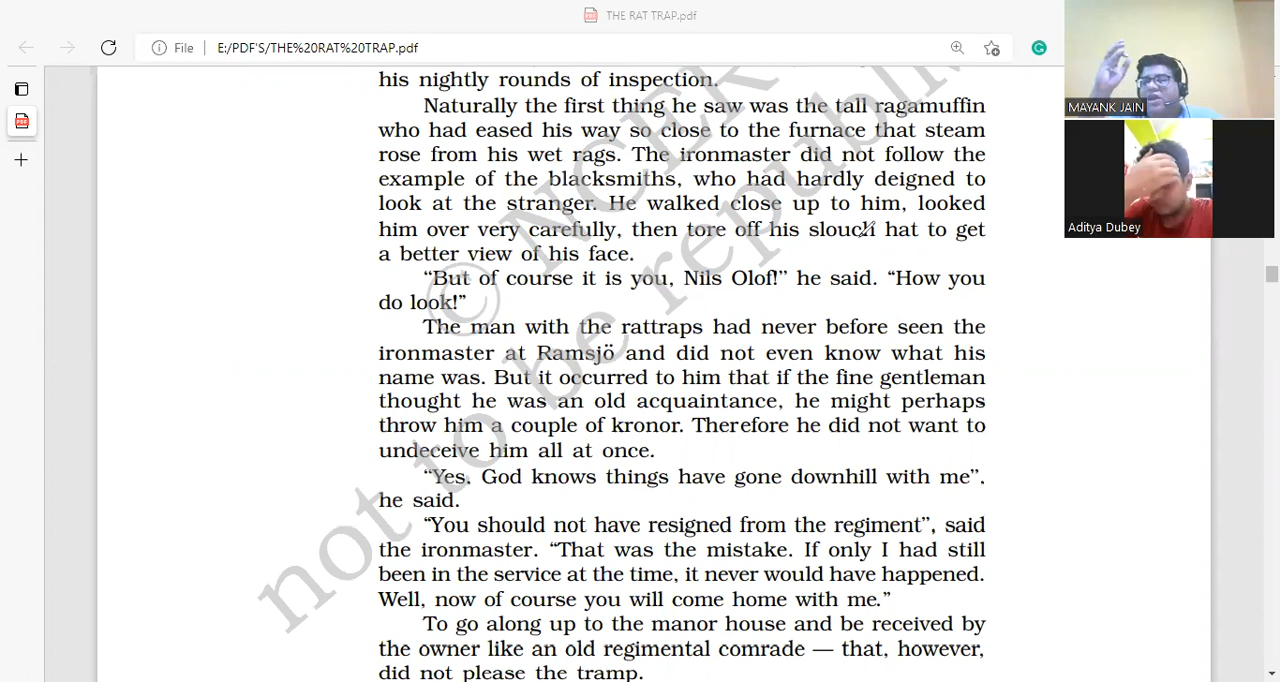 THE RAT TRAP.pdf
File
E:/PDF'S/THE%20RAT%20TRAP.pdf
MAYANK JAIN
Aditya Dubey
his nightly rounds of inspection.
Naturally the first thing he saw was the tall ragamuffin
who had eased his way so close to the furnace that steam
rose from his wet rags. The ironmaster did not follow the
example of the blacksmiths, who had hardly deigned to
look at the stranger. He walked close up to him, looked
him over very carefully, then tore off his slouch hat to get
a better view of his face.
“But of course it is you, Nils Olof!” he said. “How you
do look!”
The man with the rattraps had never before seen the
ironmaster at Ramsjö and did not even know what his
name was. But it occurred to him that if the fine gentleman
thought he was an old acquaintance, he might perhaps
throw him a couple of kronor. Therefore he did not want to
undeceive him all at once.
“Yes, God knows things have gone downhill with me”,
he said.
“You should not have resigned from the regiment”, said
the ironmaster. “That was the mistake. If only I had still
been in the service at the time, it never would have happened.
Well, now of course you will come home with me.”
To go along up to the manor house and be received by
the owner like an old regimental comrade — that, however,
did not please the tramp.
© NCER
not to be republi